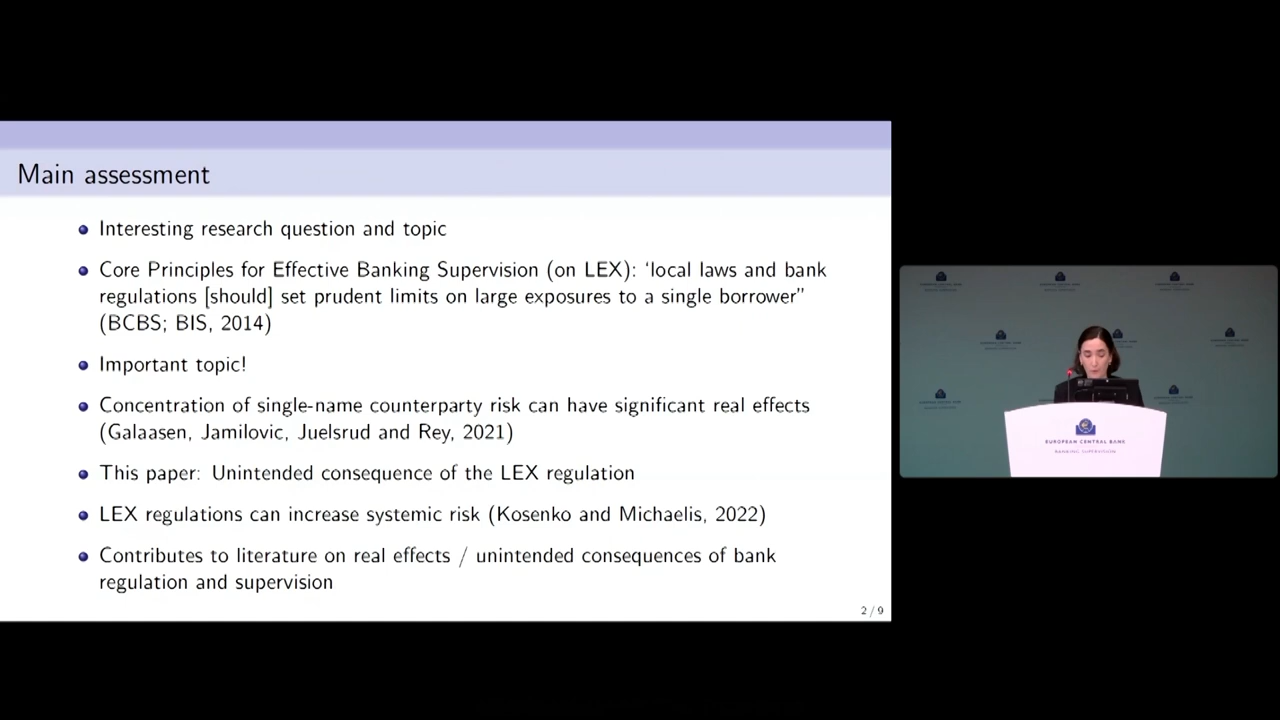 Main assessment
Interesting research question and topic
Core Principles for Effective Banking Supervision (on LEX): ‘local laws and bank
regulations [should] set prudent limits on large exposures to a single borrower”
(BCBS; BIS, 2014)
Important topic!
Concentration of single-name counterparty risk can have significant real effects
(Galaasen, Jamilovic, Juelsrud and Rey, 2021)
This paper: Unintended consequence of the LEX regulation
LEX regulations can increase systemic risk (Kosenko and Michaelis, 2022)
Contributes to literature on real effects / unintended consequences of bank
regulation and supervision
2 / 9
EUROPEAN CENTRAL BANK
BANKING SUPERVISION